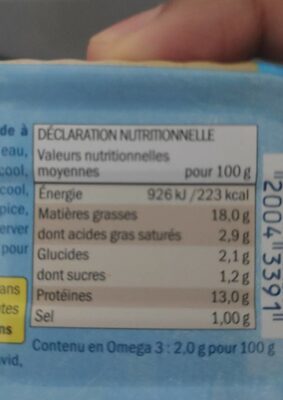 de à
eau,
cool,
cool,
pice,
erver
pour
ans
tes
ns
vid,
DÉCLARATION NUTRITIONNELLE
Valeurs nutritionnelles
moyennes pour 100 g
Énergie 926 kJ /223 kcal
Matières grasses 18,0 g
dont acides gras saturés 2,9 g
Glucides 2,1 g
dont sucres 1,2 g
Protéines 13,0 g
Sel 1,00 g
Contenu en Omega 3 : 2,0 g pour 100 g
2004 3391